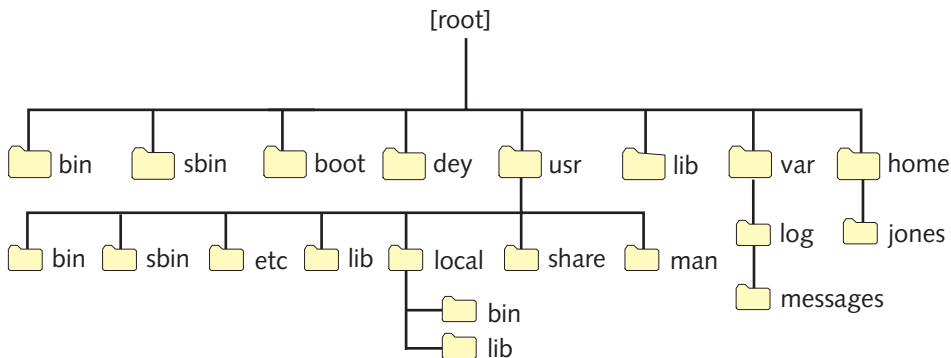 [root]
bin sbin boot dey usr lib var home
log jones
bin sbin etc lib local share man
messages
bin
lib